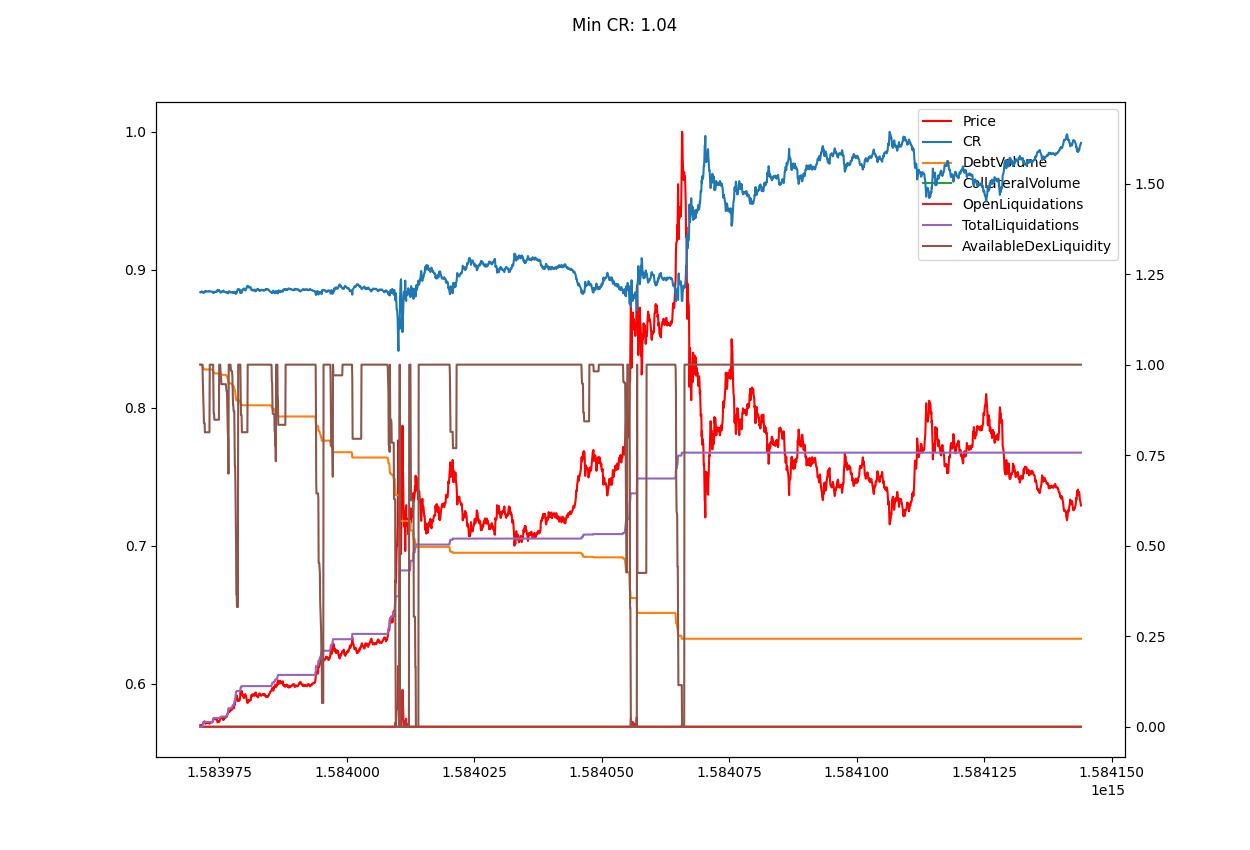 Min CR: 1.04
1.0
0.9
0.8
0.7
0.6
Price
CR
DebtVolume
CollateralVolume
OpenLiquidations
TotalLiquidations
AvailableDexLiquidity
1.50
1.25
1.00
0.75
0.50
0.25
0.00
1.583975 1.584000 1.584025 1.584050 1.584075 1.584100 1.584125 1.584150
1e15